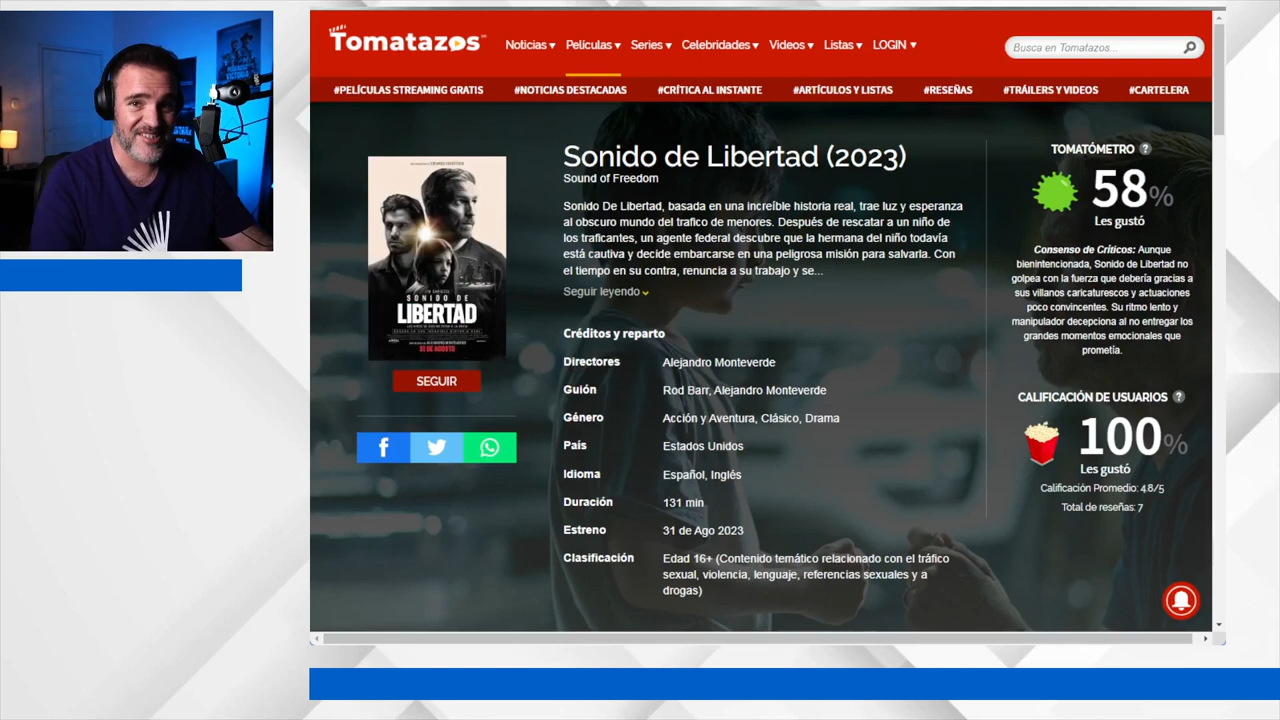 Tomatazos
Noticias Películas Series Celebridades Videos Listas LOGIN
Busca en Tomatazos...
#PELÍCULAS STREAMING GRATIS #NOTICIAS DESTACADAS #CRÍTICA AL INSTANTE #ARTÍCULOS Y LISTAS #RESEÑAS #TRÁILERS Y VIDEOS #CARTELERA
SONIDO DE
LIBERTAD
31 DE AGOSTO
SEGUIR
Sonido de Libertad (2023)
Sound of Freedom
Sonido De Libertad, basada en una increíble historia real, trae luz y esperanza
al obscuro mundo del trafico de menores. Después de rescatar a un niño de
los traficantes, un agente federal descubre que la hermana del niño todavía
está cautiva y decide embarcarse en una peligrosa misión para salvarla. Con
el tiempo en su contra, renuncia a su trabajo y se...
Seguir leyendo
Créditos y reparto
Directores Alejandro Monteverde
Guión Rod Barr, Alejandro Monteverde
Género Acción y Aventura, Clásico, Drama
País Estados Unidos
Idioma Español, Inglés
Duración 131 min
Estreno 31 de Ago 2023
Clasificación Edad 16+ (Contenido temático relacionado con el tráfico
sexual, violencia, lenguaje, referencias sexuales y a
drogas)
TOMATÓMETRO ?
58%
Les gustó
Consenso de Críticos: Aunque
bienintencionada, Sonido de Libertad no
golpea con la fuerza que debería gracias a
sus villanos caricaturescos y actuaciones
poco convincentes. Su ritmo lento y
manipulador decepciona al no entregar los
grandes momentos emocionales que
prometía.
CALIFICACIÓN DE USUARIOS ?
100%
Les gustó
Calificación Promedio: 4.8/5
Total de reseñas: 7